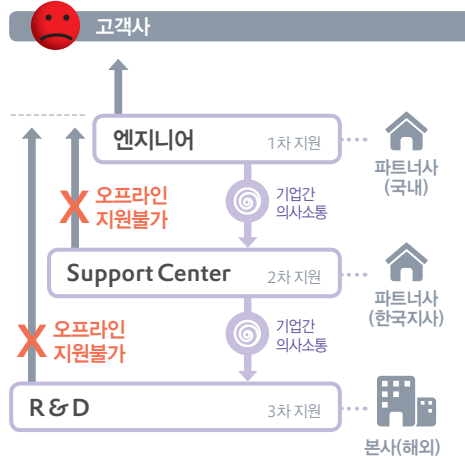 고객사
엔지니어
1차 지원
파트너사
(국내)
X 오프라인
지원불가
기업간
의사소통
Support Center
2차 지원
파트너사
(한국지사)
X 오프라인
지원불가
기업간
의사소통
R&D
3차 지원
본사(해외)